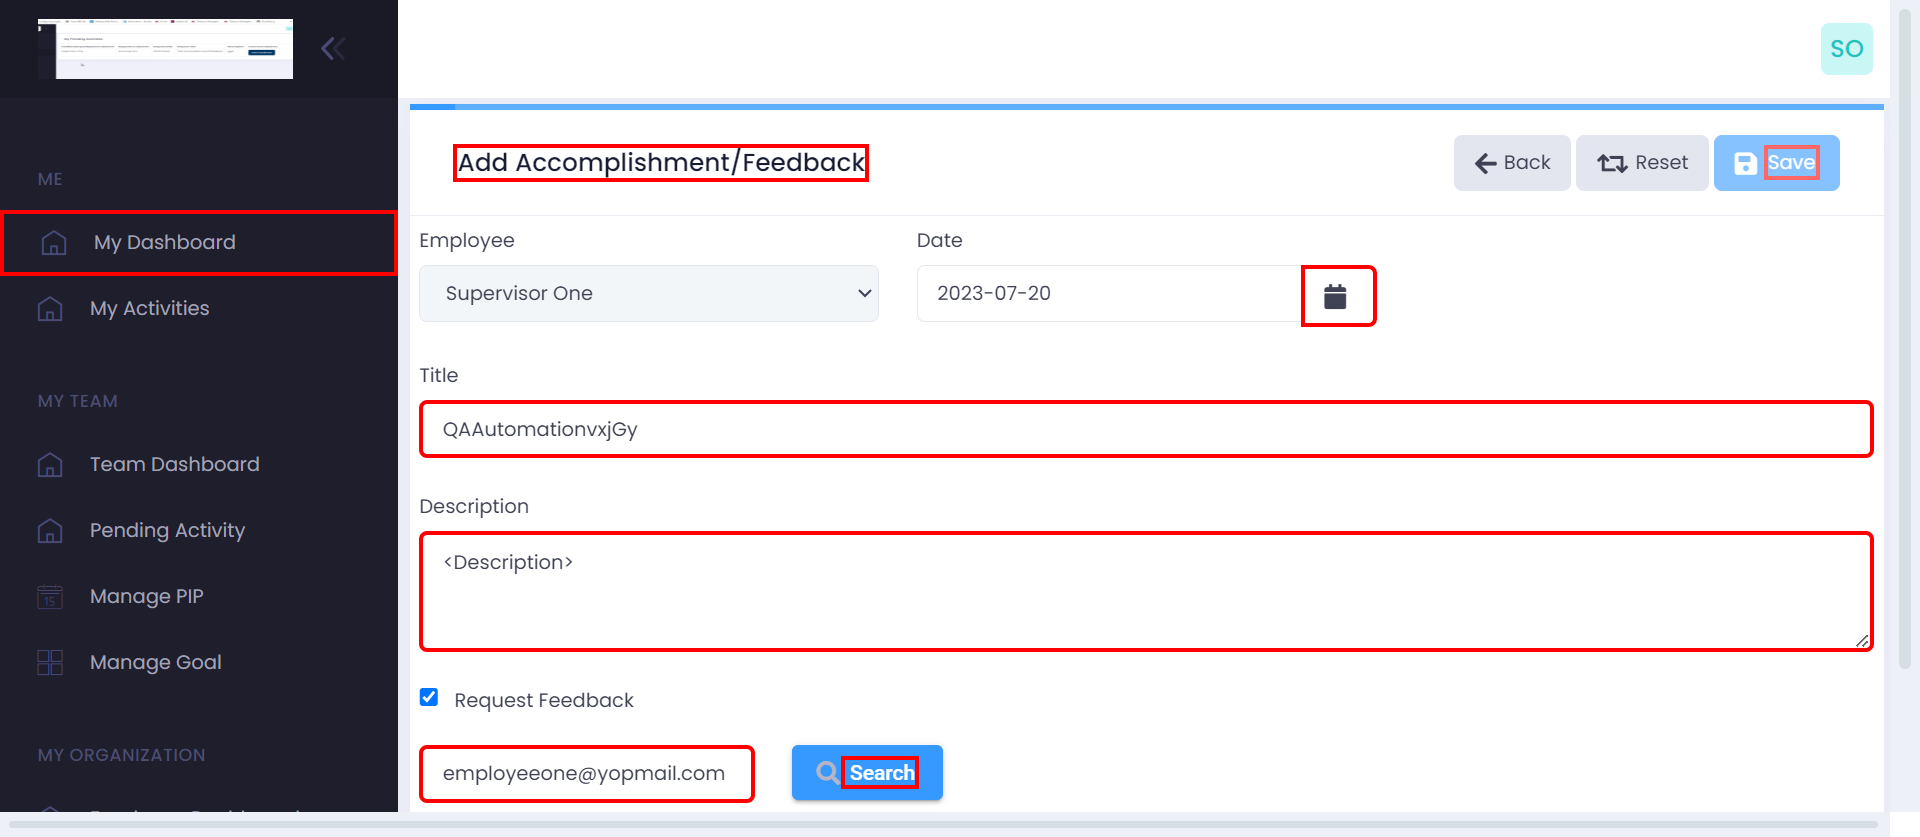 SO
ME
My Dashboard
My Activities
MY TEAM
Team Dashboard
Pending Activity
Manage PIP
15
Manage Goal
MY ORGANIZATION
Add Accomplishment/Feedback
Back
Reset
Save
Employee
Date
Supervisor One
2023-07-20
Title
QAAutomationvxjGy
Description
<Description>
Request Feedback
employeeone@yopmail.com
Search